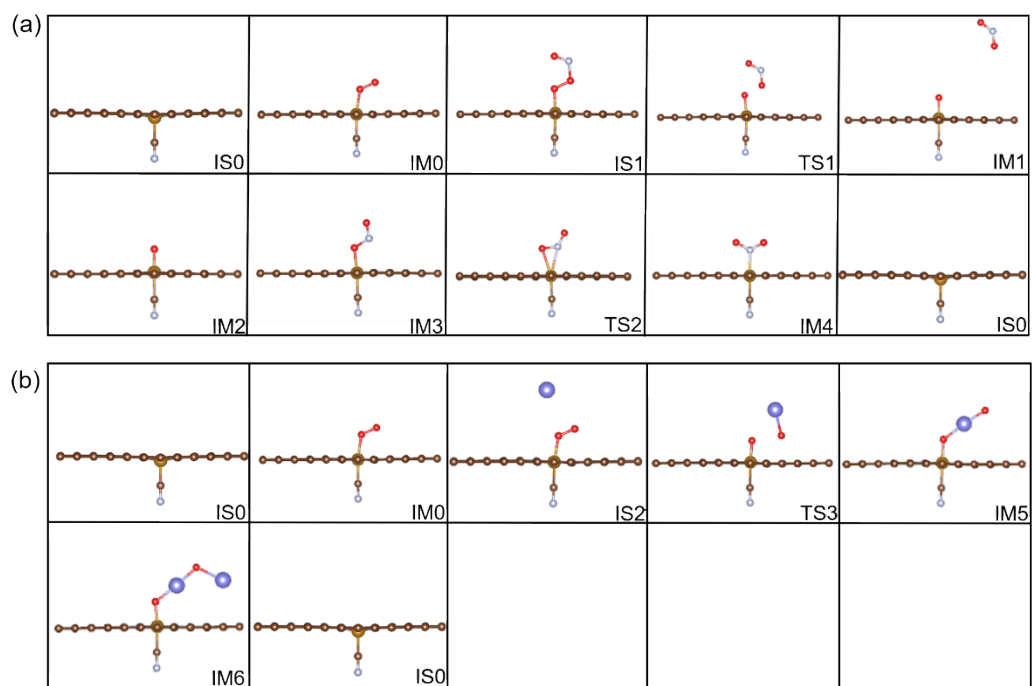 (a)
IS0 IM0 IS1 TS1 IM1
IM2 IM3 TS2 IM4 IS0
(b)
IS0 IM0 IS2 TS3 IM5
IM6 IS0